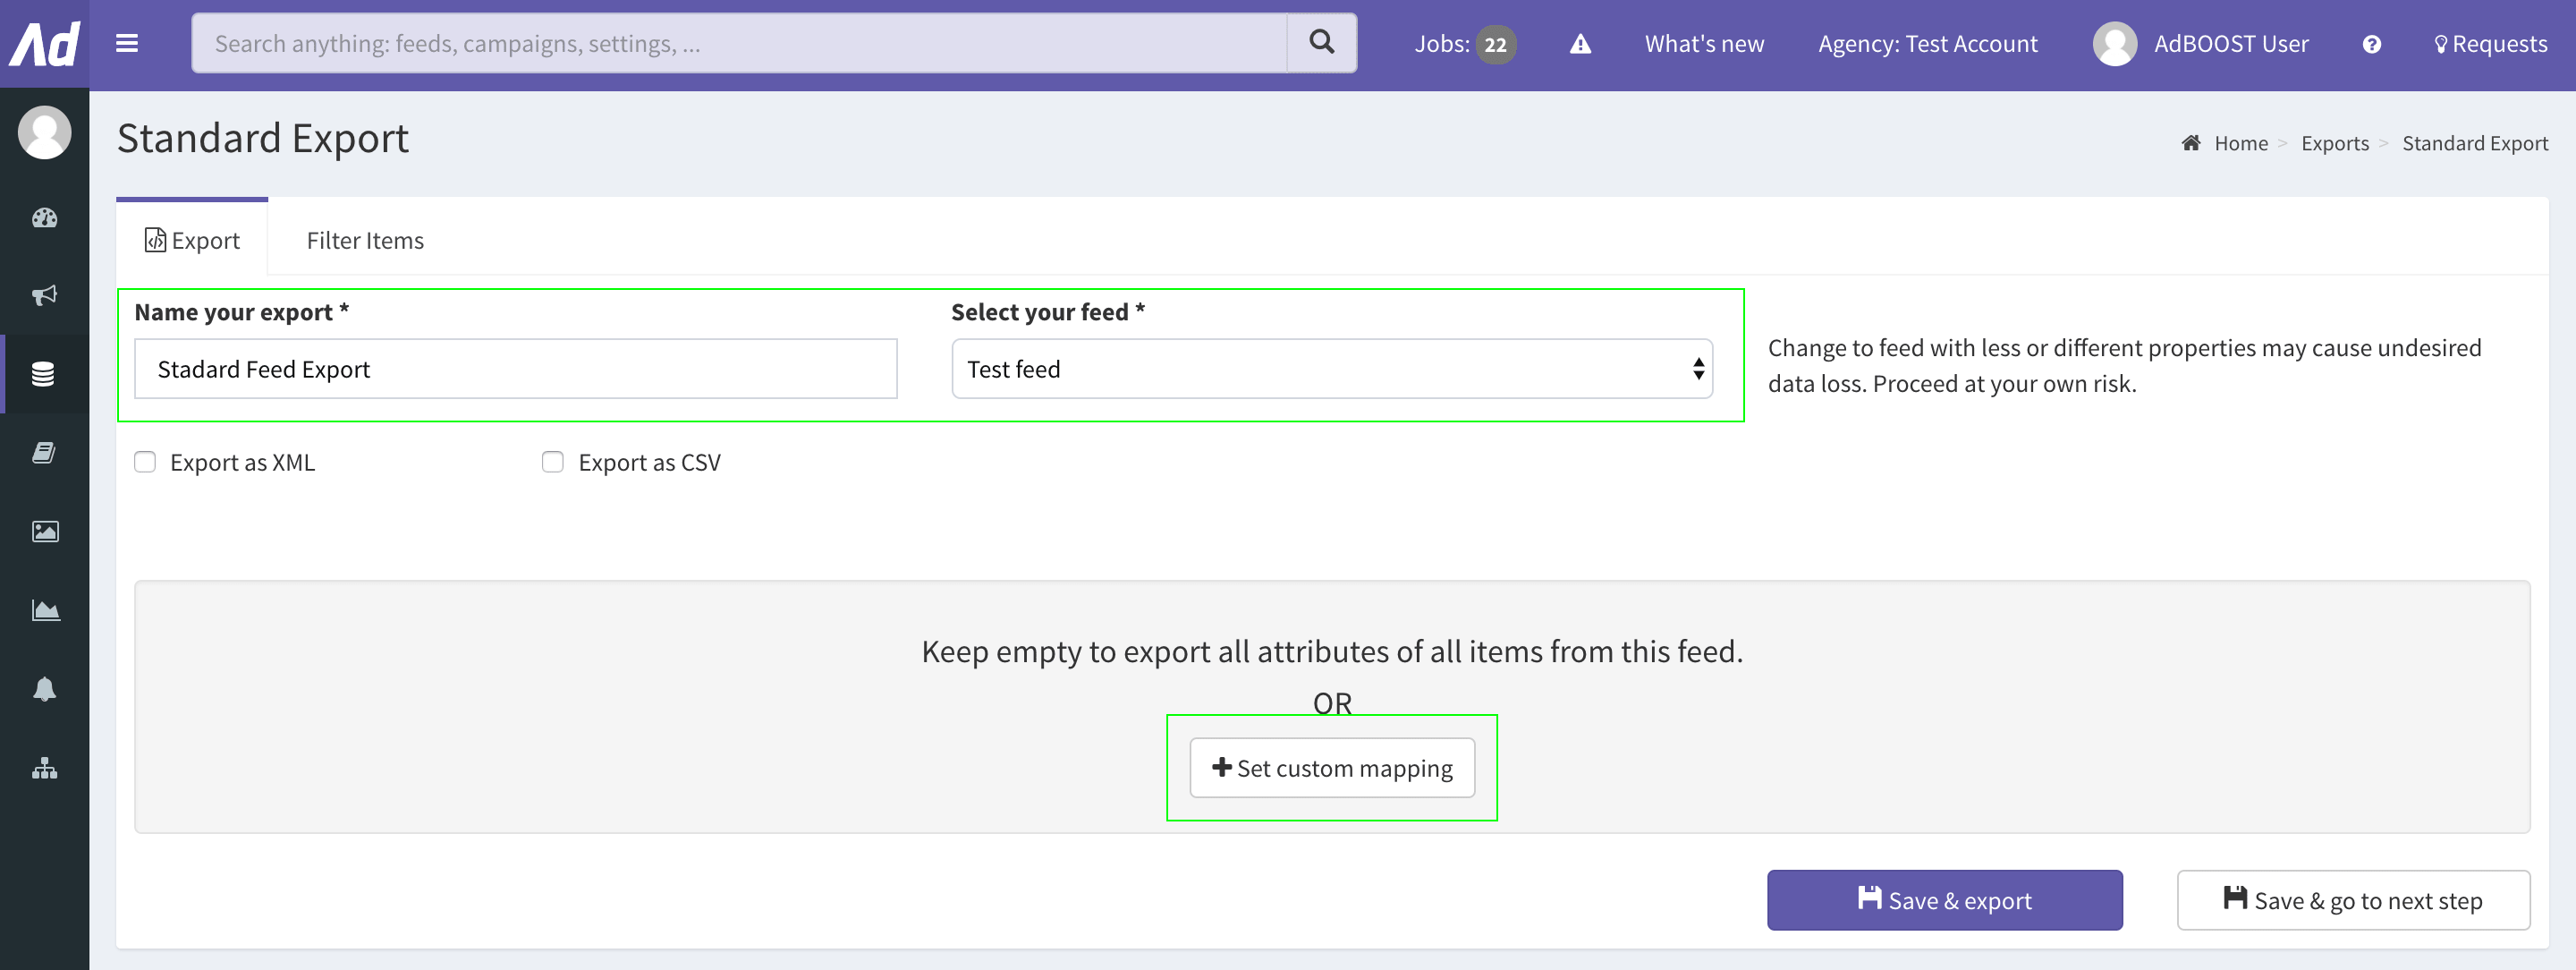 Ad
Search anything: feeds, campaigns, settings, ...
Jobs: 22
What's new
Agency: Test Account
AdBOOST User
Requests
Standard Export
Home > Exports > Standard Export
Export
Filter Items
Name your export *
Select your feed *
Stadard Feed Export
Test feed
Change to feed with less or different properties may cause undesired
data loss. Proceed at your own risk.
Export as XML
Export as CSV
Keep empty to export all attributes of all items from this feed.
OR
Set custom mapping
Save & export
Save & go to next step